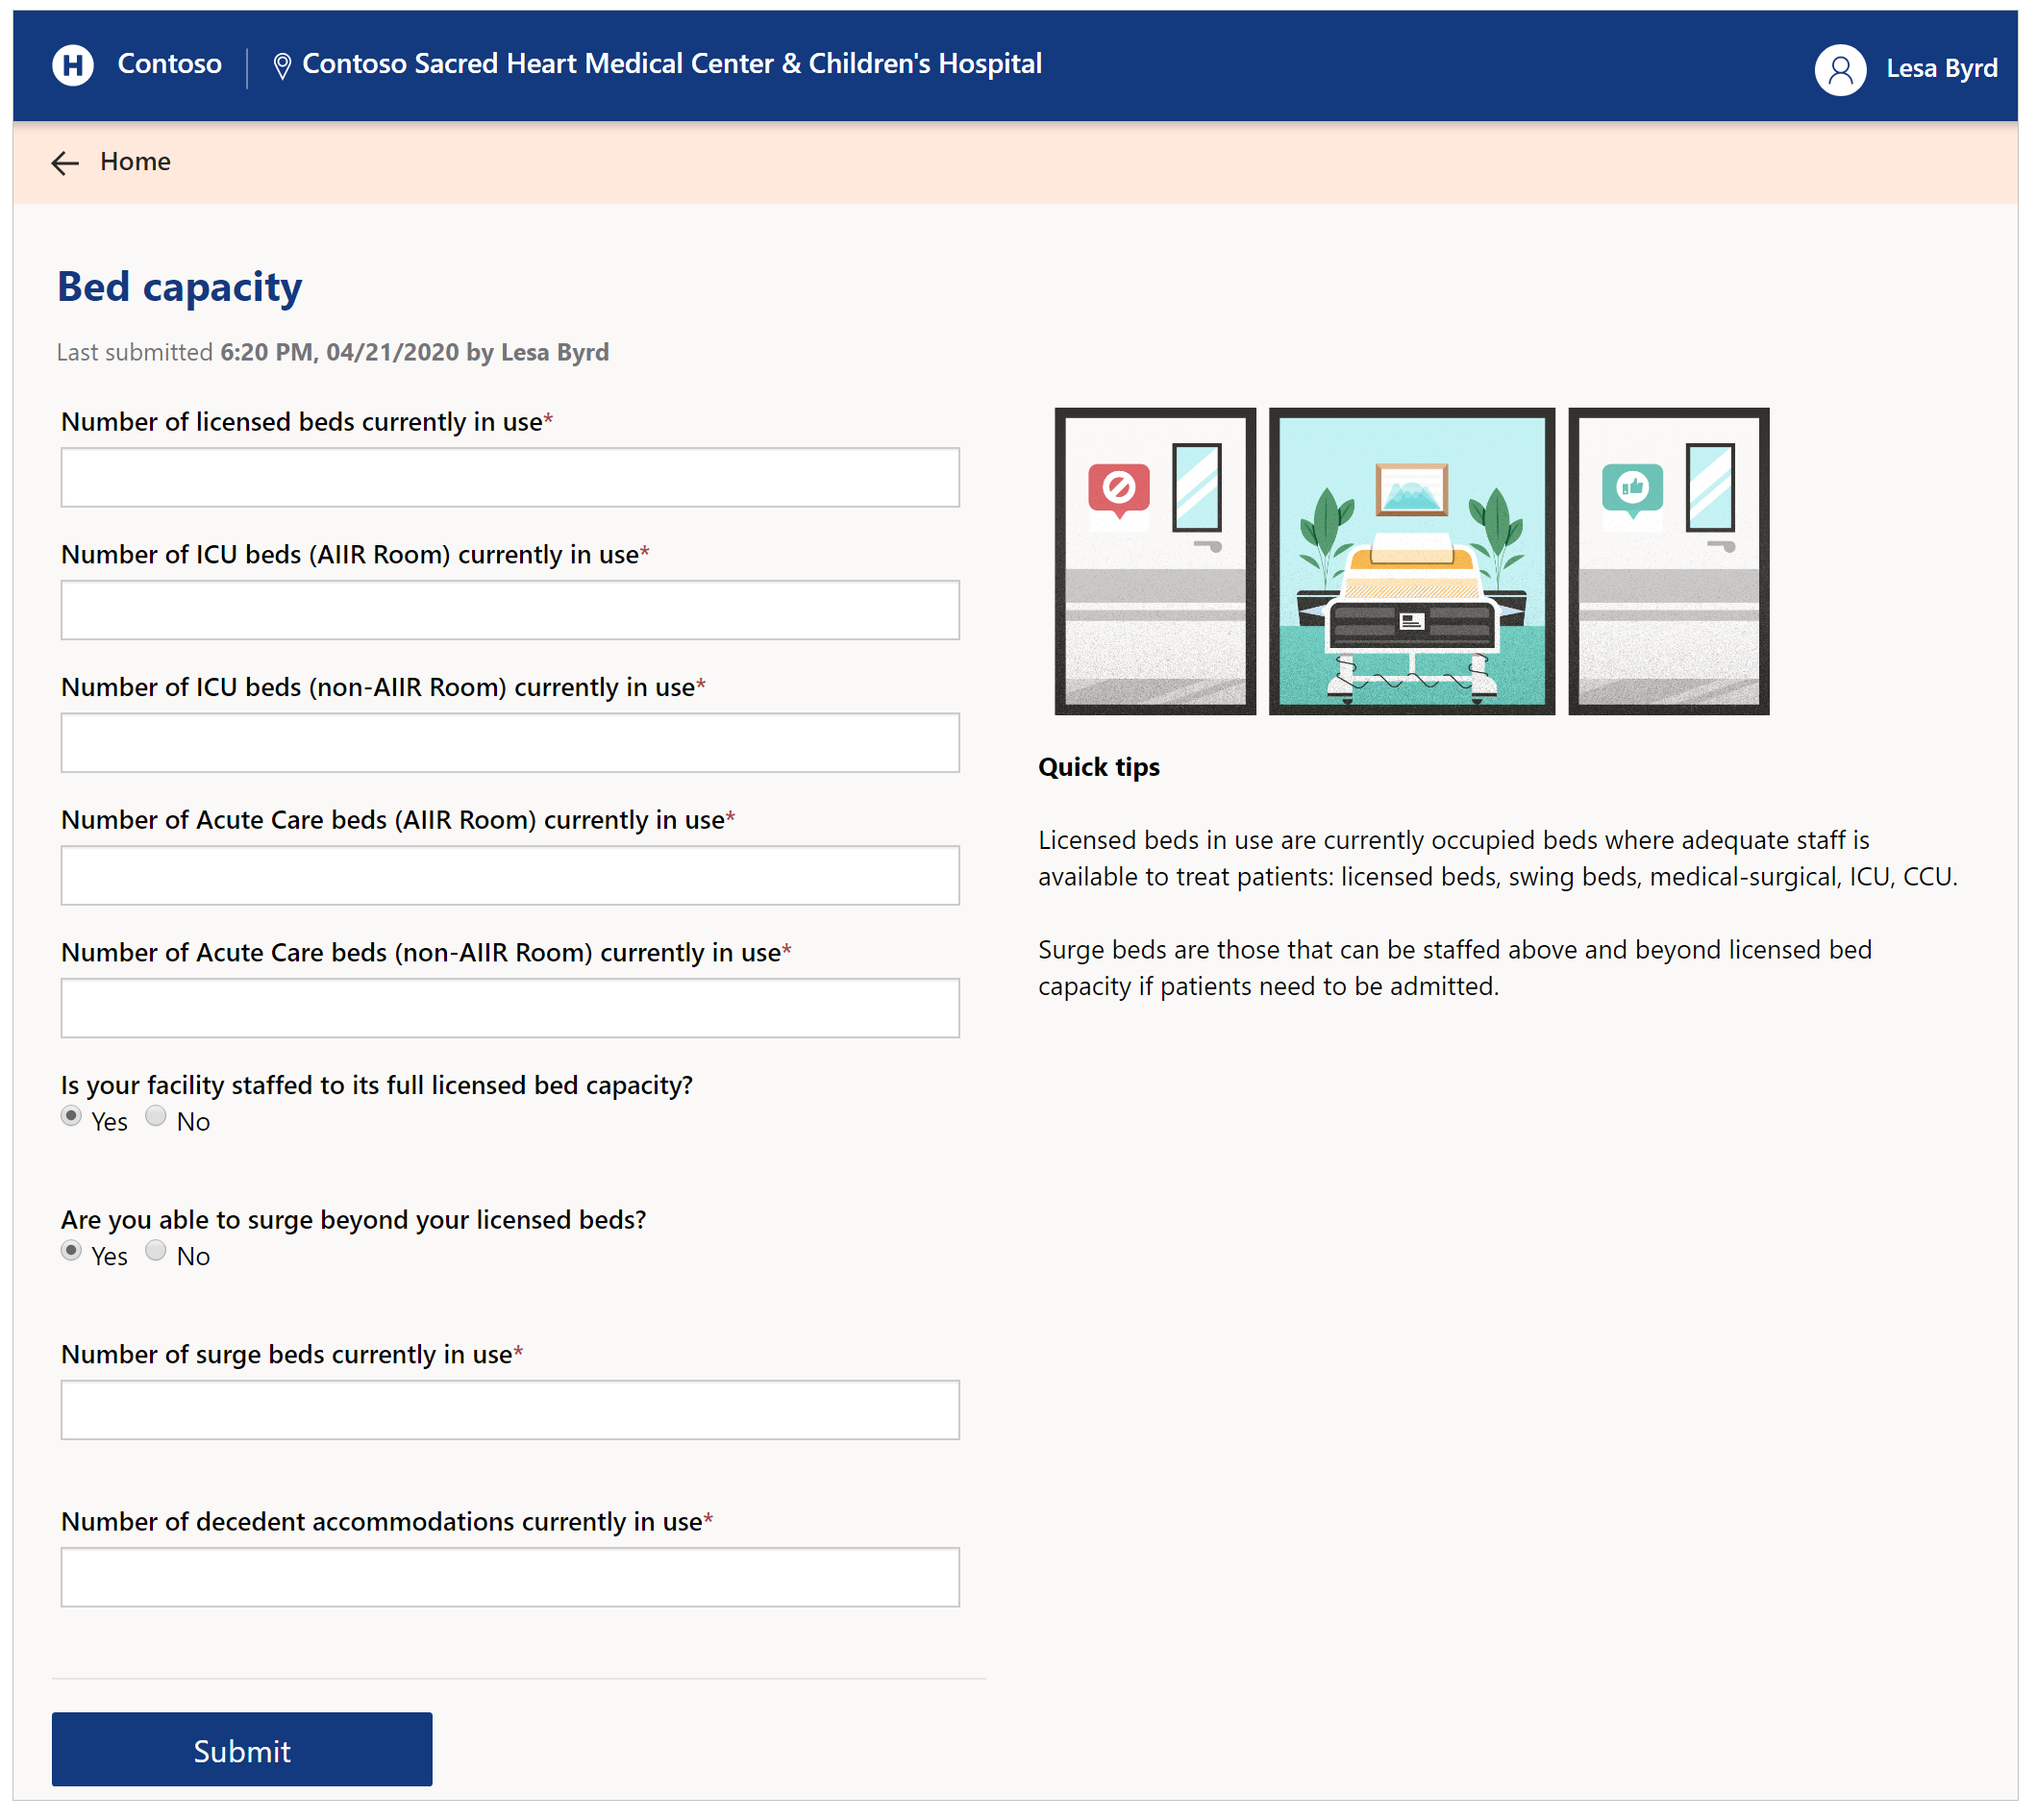 H Contoso | Contoso Sacred Heart Medical Center & Children's Hospital
Lesa Byrd
Home
Bed capacity
Last submitted 6:20 PM, 04/21/2020 by Lesa Byrd
Number of licensed beds currently in use*
Number of ICU beds (AIIR Room) currently in use*
Number of ICU beds (non-AIIR Room) currently in use*
Number of Acute Care beds (AIIR Room) currently in use*
Number of Acute Care beds (non-AIIR Room) currently in use*
Is your facility staffed to its full licensed bed capacity?
Yes No
Are you able to surge beyond your licensed beds?
Yes No
Number of surge beds currently in use*
Number of decedent accommodations currently in use*
Submit
Quick tips
Licensed beds in use are currently occupied beds where adequate staff is
available to treat patients: licensed beds, swing beds, medical-surgical, ICU, CCU.
Surge beds are those that can be staffed above and beyond licensed bed
capacity if patients need to be admitted.